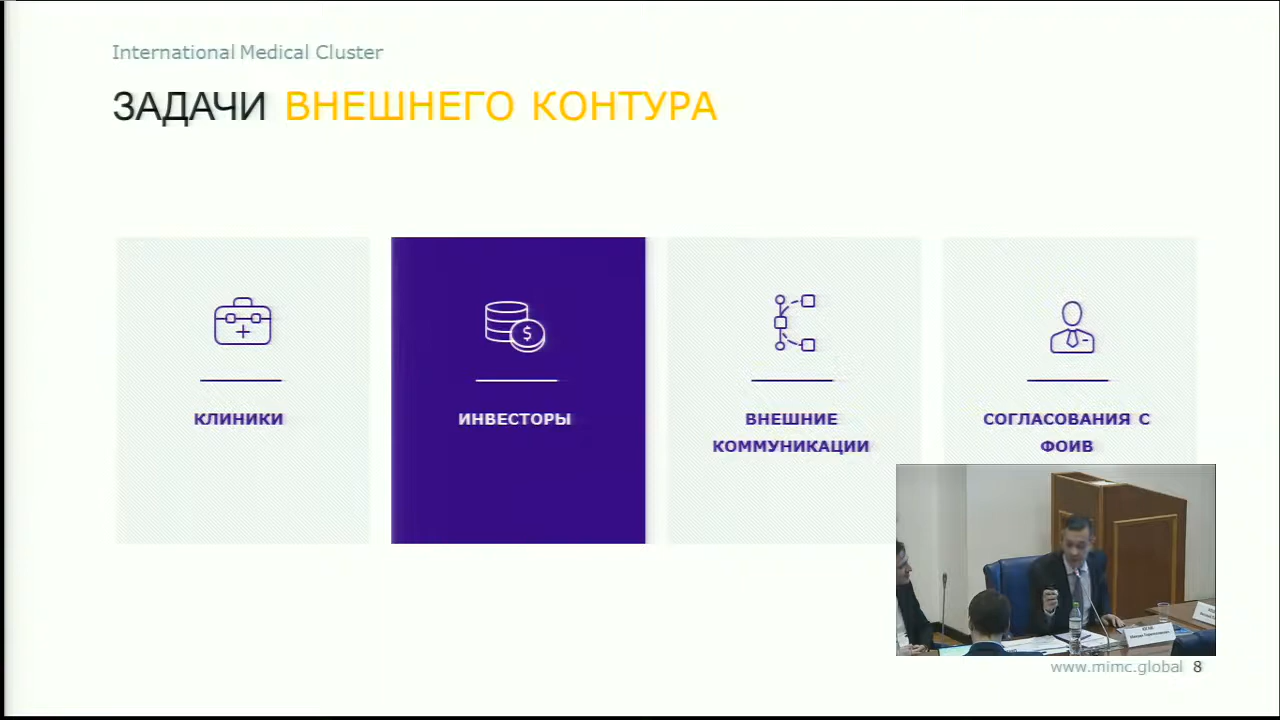 International Medical Cluster
ЗАДАЧИ ВНЕШНЕГО КОНТУРА
КЛИНИКИ
ИНВЕСТОРЫ
ВНЕШНИЕ
КОММУНИКАЦИИ
СОГЛАСОВАНИЯ С
ФОИВ
www.mimc.global 8